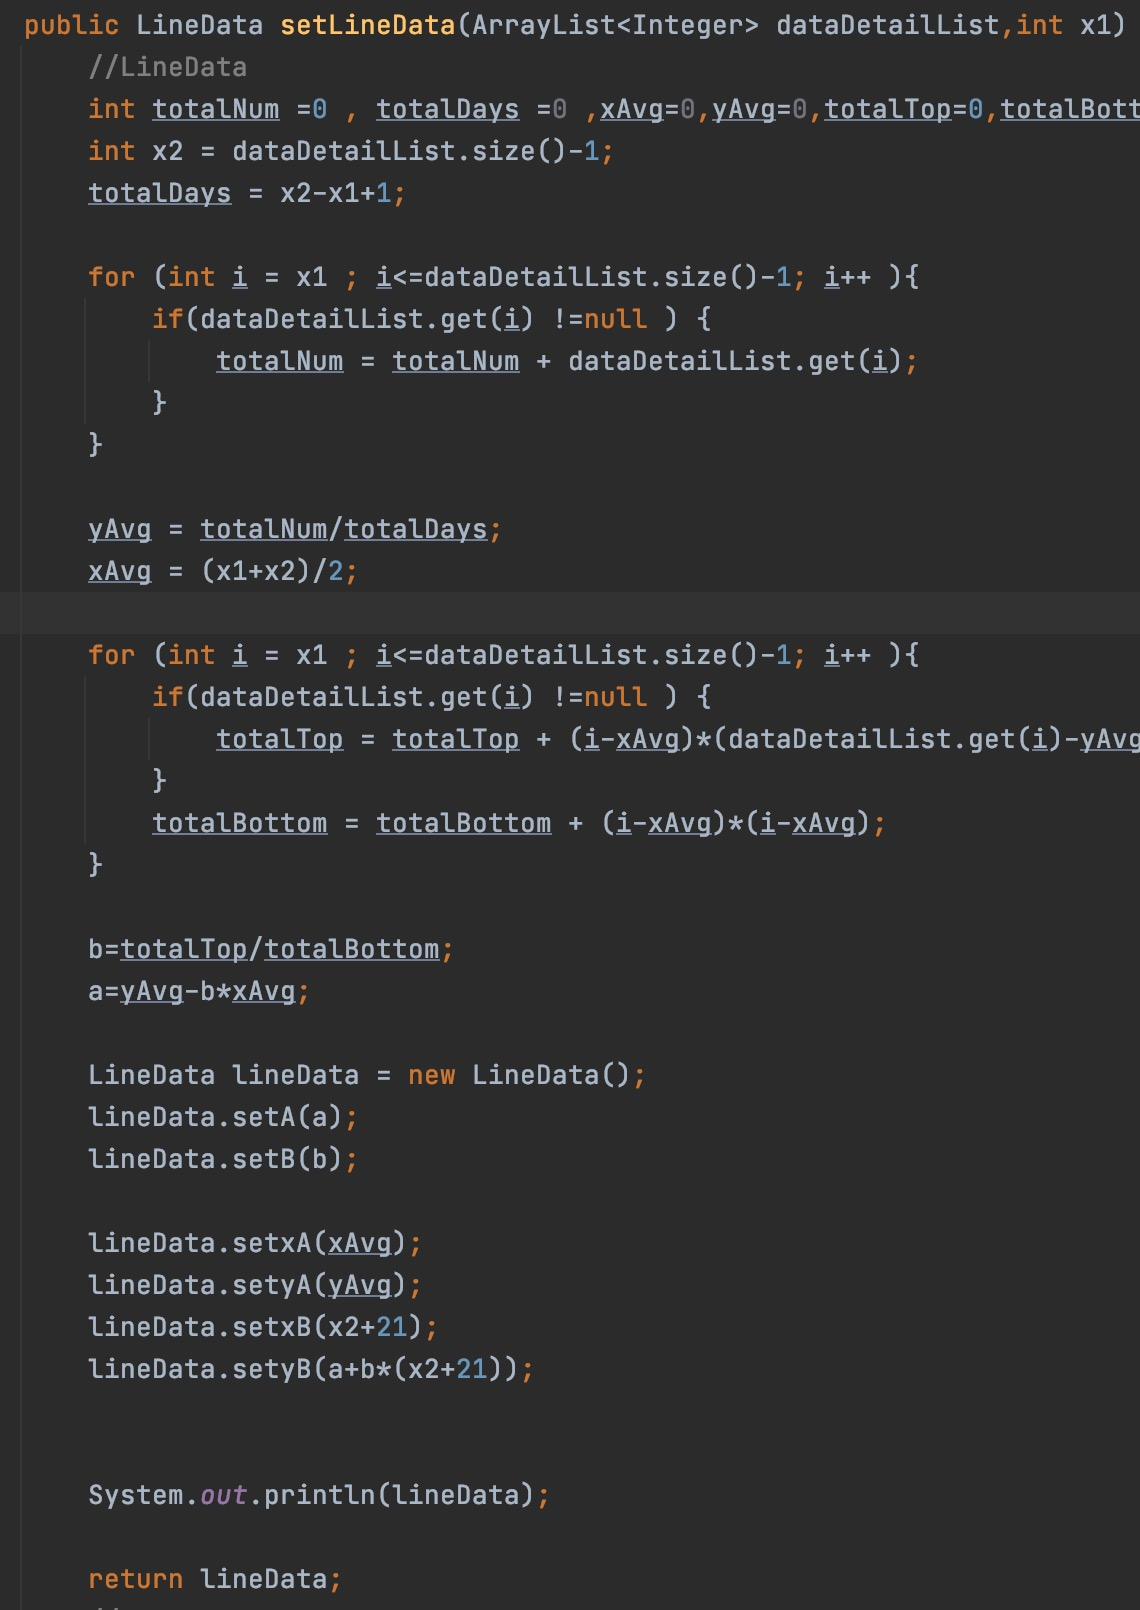 public LineData setLineData(ArrayList<Integer> dataDetailList,int x1)
//LineData
int totalNum =0 , totalDays =0 ,xAvg=0,yAvg=0,totalTop=0,totalBott
int x2 = dataDetailList.size()-1;
totalDays = x2-x1+1;
for (int i = x1 ; i<=dataDetailList.size()-1; i++ ){
if(dataDetailList.get(i) !=null ) {
totalNum = totalNum + dataDetailList.get(i);
}
}
yAvg = totalNum/totalDays;
xAvg = (x1+x2)/2;
for (int i = x1 ; i<=dataDetailList.size()-1; i++ ){
if(dataDetailList.get(i) !=null ) {
totalTop = totalTop + (i-xAvg)*(dataDetailList.get(i)-yAvg
}
totalBottom = totalBottom + (i-xAvg)*(i-xAvg);
}
b=totalTop/totalBottom;
a=yAvg-b*xAvg;
LineData lineData = new LineData();
lineData.setA(a);
lineData.setB(b);
lineData.setxA(xAvg);
lineData.setyA(yAvg);
lineData.setxB(x2+21);
lineData.setyB(a+b*(x2+21));
System.out.println(lineData);
return lineData;